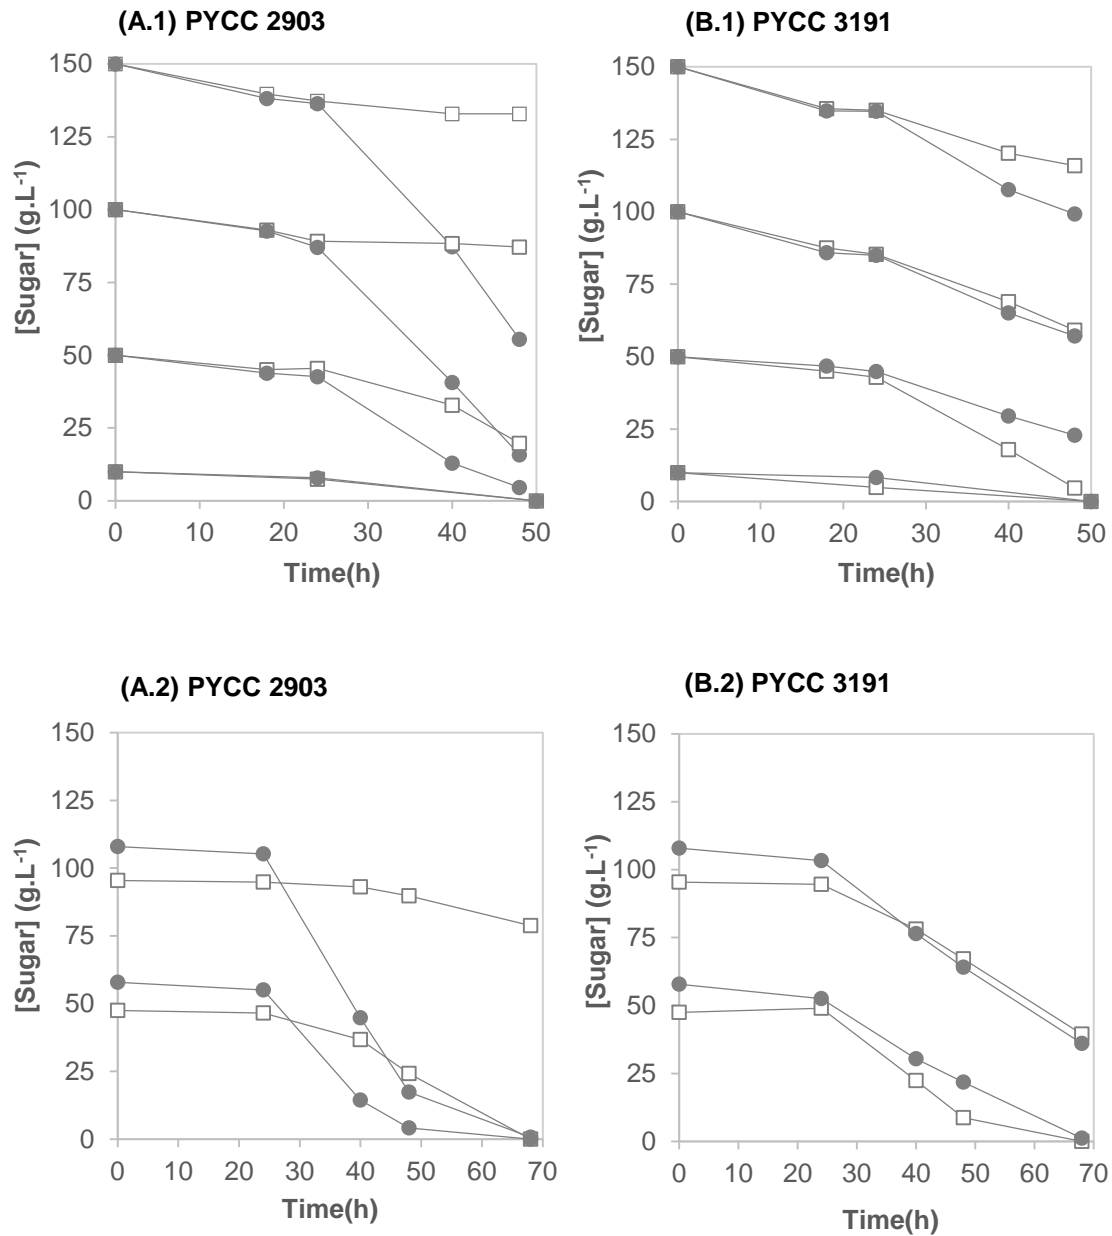 (A.1) PYCC 2903
150
125
100
75
50
25
0
[Sugar] (g.L-1)
0 10 20 30 40 50
Time(h)
(B.1) PYCC 3191
150
125
100
75
50
25
0
[Sugar] (g.L-1)
0 10 20 30 40 50
Time(h)
(A.2) PYCC 2903
150
125
100
75
50
25
0
[Sugar] (g.L-1)
0 10 20 30 40 50 60 70
Time(h)
(B.2) PYCC 3191
150
125
100
75
50
25
0
[Sugar] (g.L-1)
0 10 20 30 40 50 60 70
Time(h)